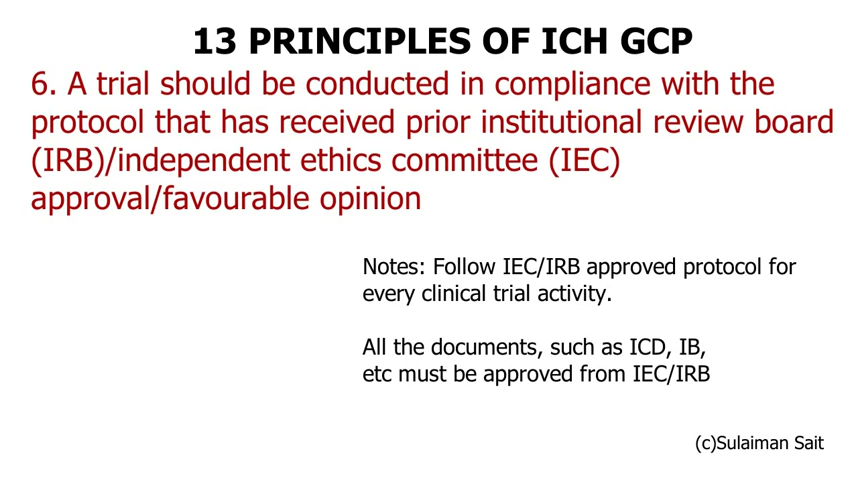 13 PRINCIPLES OF ICH GCP
6. A trial should be conducted in compliance with the
protocol that has received prior institutional review board
(IRB)/independent ethics committee (IEC)
approval/favourable opinion
Notes: Follow IEC/IRB approved protocol for
every clinical trial activity.
All the documents, such as ICD, IB,
etc must be approved from IEC/IRB
(c)Sulaiman Sait